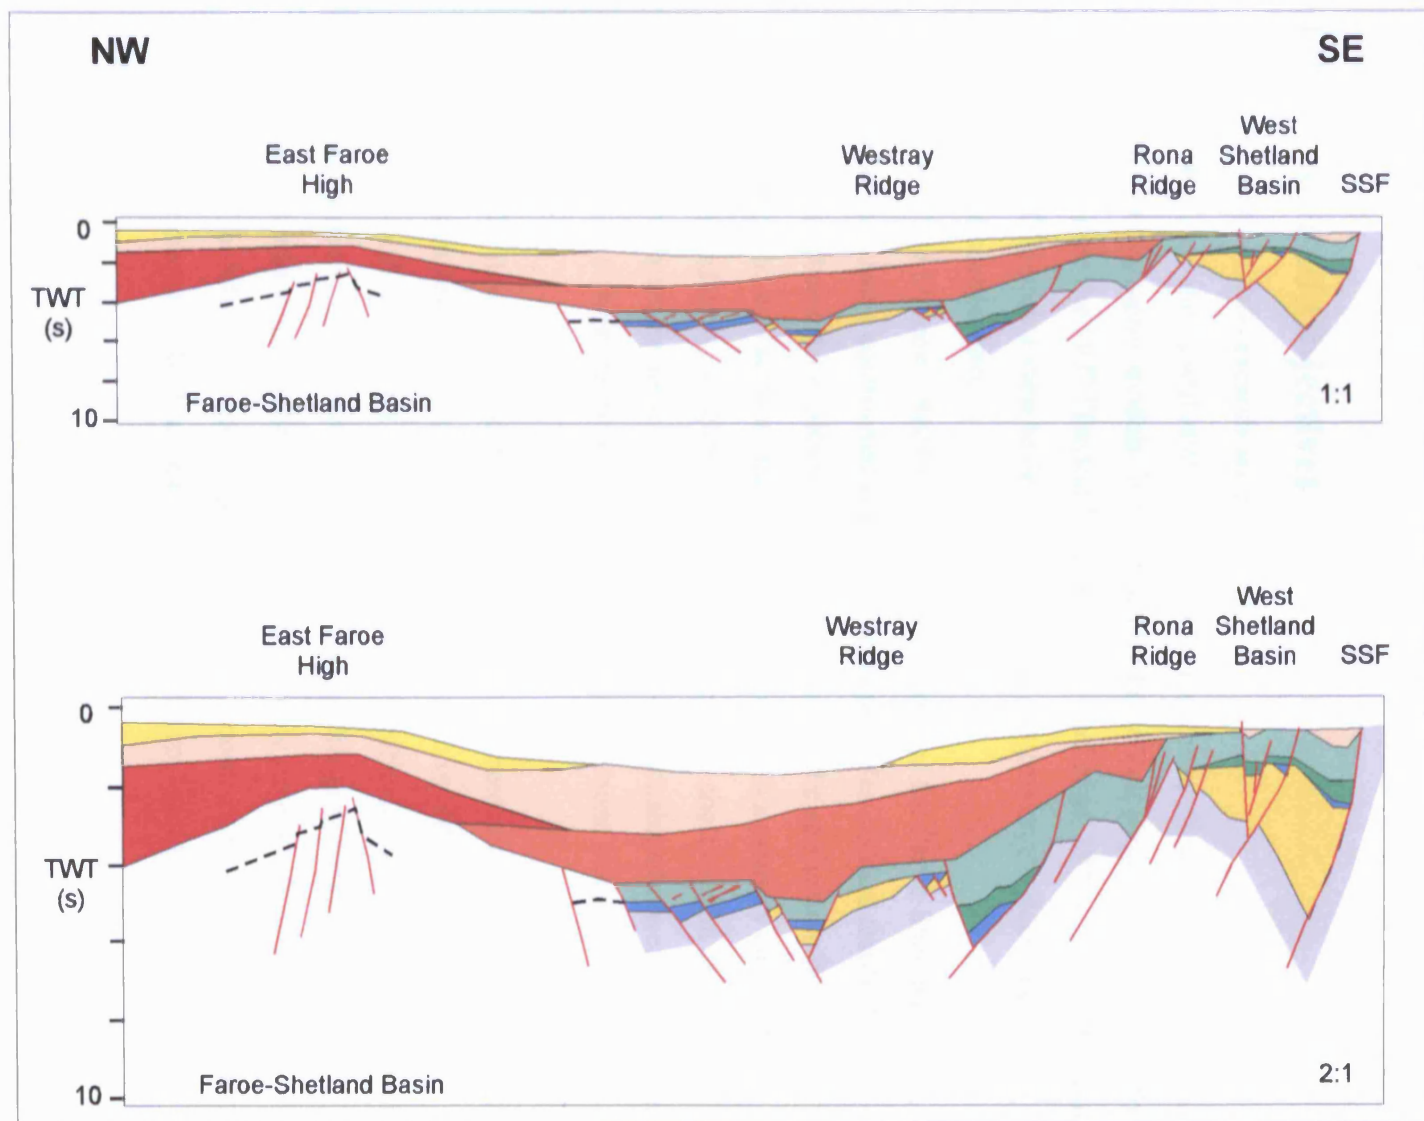 NW
SE
East Faroe
High
Westray
Ridge
Rona
Ridge
West
Shetland
Basin
SSF
0
TWT
(s)
10
Faroe-Shetland Basin
1:1
East Faroe
High
Westray
Ridge
Rona
Ridge
West
Shetland
Basin
SSF
0
TWT
(s)
10
Faroe-Shetland Basin
2:1